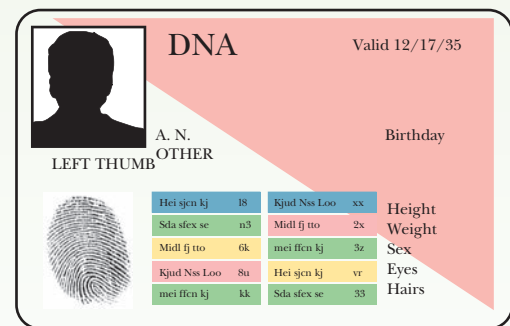 DNA
Valid 12/17/35
A. N.
OTHER
Birthday
LEFT THUMB
Hei sjcn kj 18 Kjud Nss Loo xx
Sda sfex se n3 Midl fj tto 2x
Midl fj tto 6k mei ffcn kj 3z
Kjud Nss Loo 8u Hei sjcn kj vr
mei ffcn kj kk Sda sfex se 33
Height
Weight
Sex
Eyes
Hairs